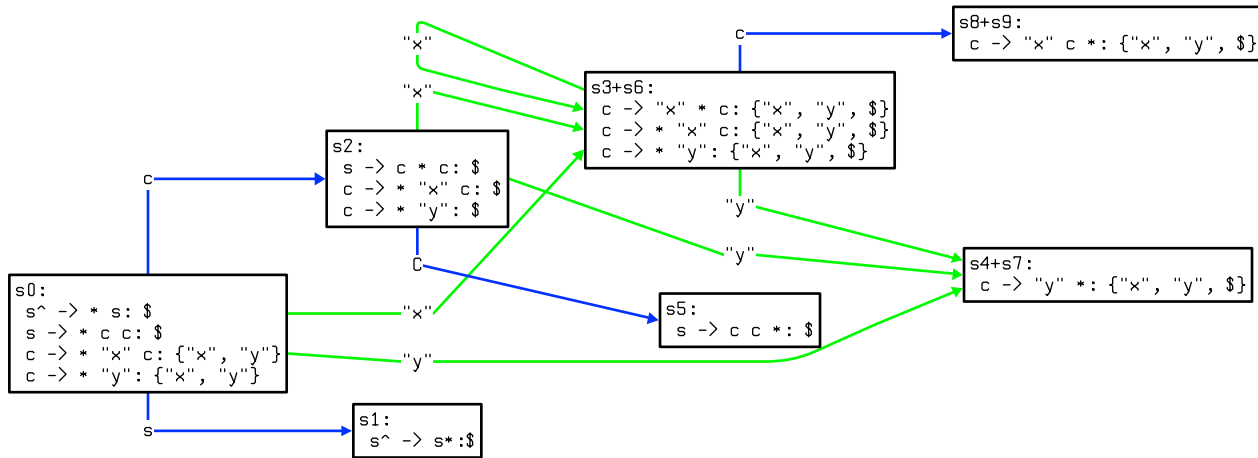 s8+s9:
c -> "x" c *: {"x", "y", $}
c
"x"
"x"
s3+s6:
c -> "x" * c: {"x", "y", $}
c -> * "x" c: {"x", "y", $}
c -> * "y": {"x", "y", $}
s2:
s -> c * c: $
c -> * "x" c: $
c -> * "y": $
c
"y"
"y"
C
s4+s7:
c -> "y" *: {"x", "y", $}
s0:
s^ -> * s: $
s -> * c c: $
c -> * "x" c: {"x", "y"}
c -> * "y": {"x", "y"}
"x"
"y"
s5:
s -> c c *: $
s
s1:
s^ -> s*:$